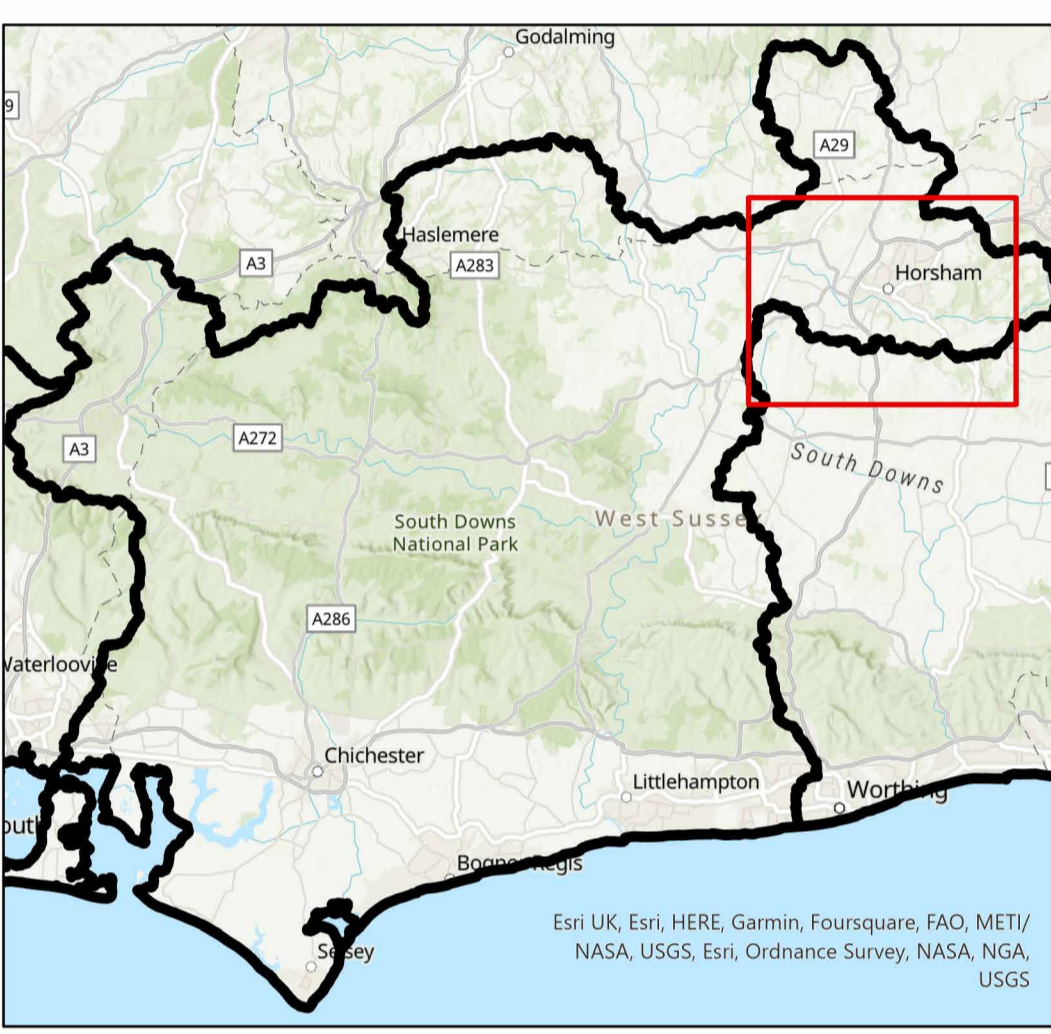 Godalming
9
A29
Haslemere
A3
A283
Horsham
A3
A272
South Downs
West Sussex
South Downs
National Park
A286
Waterlooville
Chichester
Littlehampton
Worthing
outh
Bognor Regis
Selsey
Esri UK, Esri, HERE, Garmin, Foursquare, FAO, METI/
NASA, USGS, Esri, Ordnance Survey, NASA, NGA,
USGS